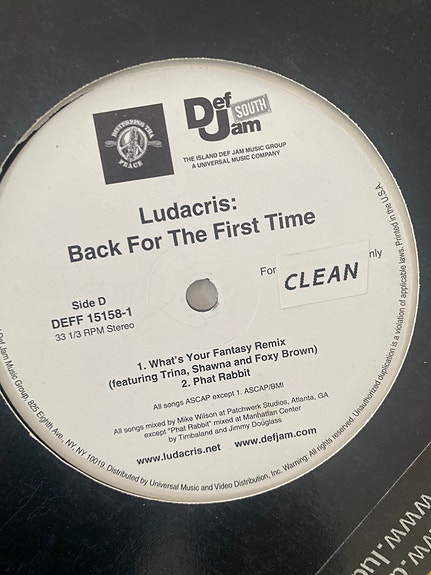 DISTURBING THA
PEACE
Def
Jam
SOUTH
THE ISLAND DEF JAM MUSIC GROUP
A UNIVERSAL MUSIC COMPANY
Ludacris:
Back For The First Time
For
only
CLEAN
Side D
DEFF 15158-1
33 1/3 RPM Stereo
1. What's Your Fantasy Remix
(featuring Trina, Shawna and Foxy Brown)
2. Phat Rabbit
All songs ASCAP except 1. ASCAP/BMI
All songs mixed by Mike Wilson at Patchwork Studios, Atlanta, GA
except "Phat Rabbit" mixed at Manhattan Center
by Timbaland and Jimmy Douglass
www.ludacris.net www.defjam.com
Def Jam Music Group, 825 Eighth Ave., NY, NY 10019. Distributed by Universal Music and Video Distribution, Inc. Warning: All rights reserved. Unauthorized duplication is a violation of applicable laws. Printed in the U.S.A.